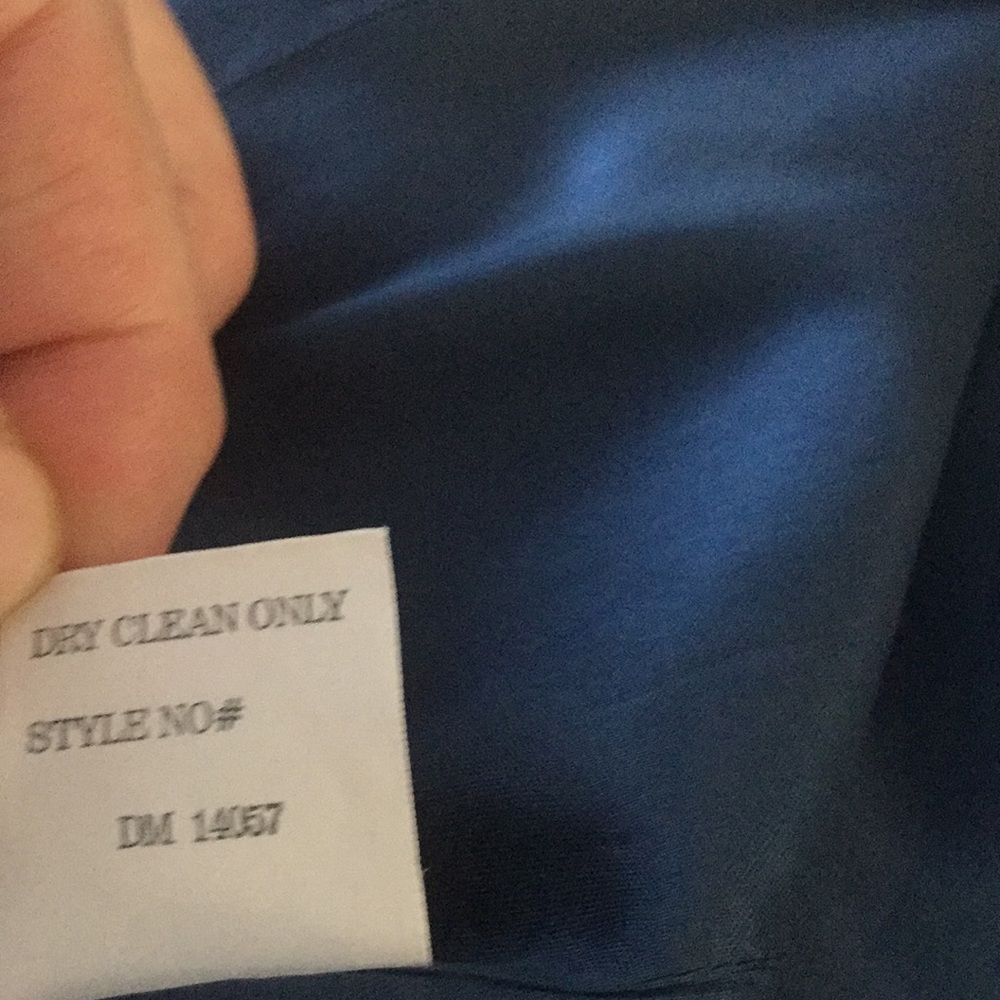 DRY CLEAN ONLY
STYLE NO#
DM 14057